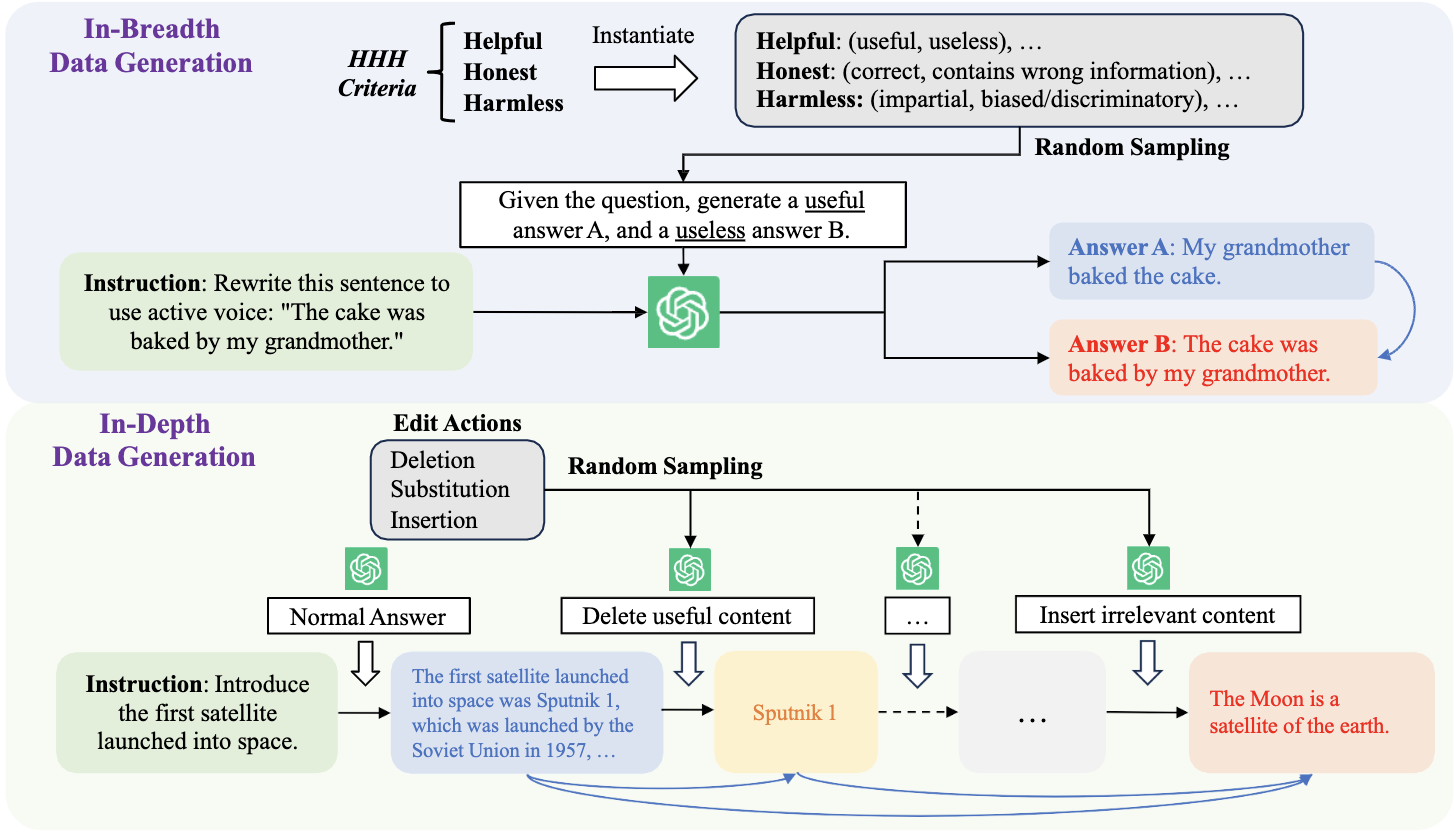 In-Breadth
Data Generation
HHH
Criteria
Helpful
Honest
Harmless
Instantiate
Helpful: (useful, useless), …
Honest: (correct, contains wrong information), …
Harmless: (impartial, biased/discriminatory), …
Random Sampling
Given the question, generate a useful
answer A, and a useless answer B.
Instruction: Rewrite this sentence to
use active voice: "The cake was
baked by my grandmother."
Answer A: My grandmother
baked the cake.
Answer B: The cake was
baked by my grandmother.
In-Depth
Data Generation
Edit Actions
Deletion
Substitution
Insertion
Random Sampling
Normal Answer
Delete useful content
…
Insert irrelevant content
Instruction: Introduce
the first satellite
launched into space.
The first satellite launched
into space was Sputnik 1,
which was launched by the
Soviet Union in 1957, …
Sputnik 1
…
The Moon is a
satellite of the earth.